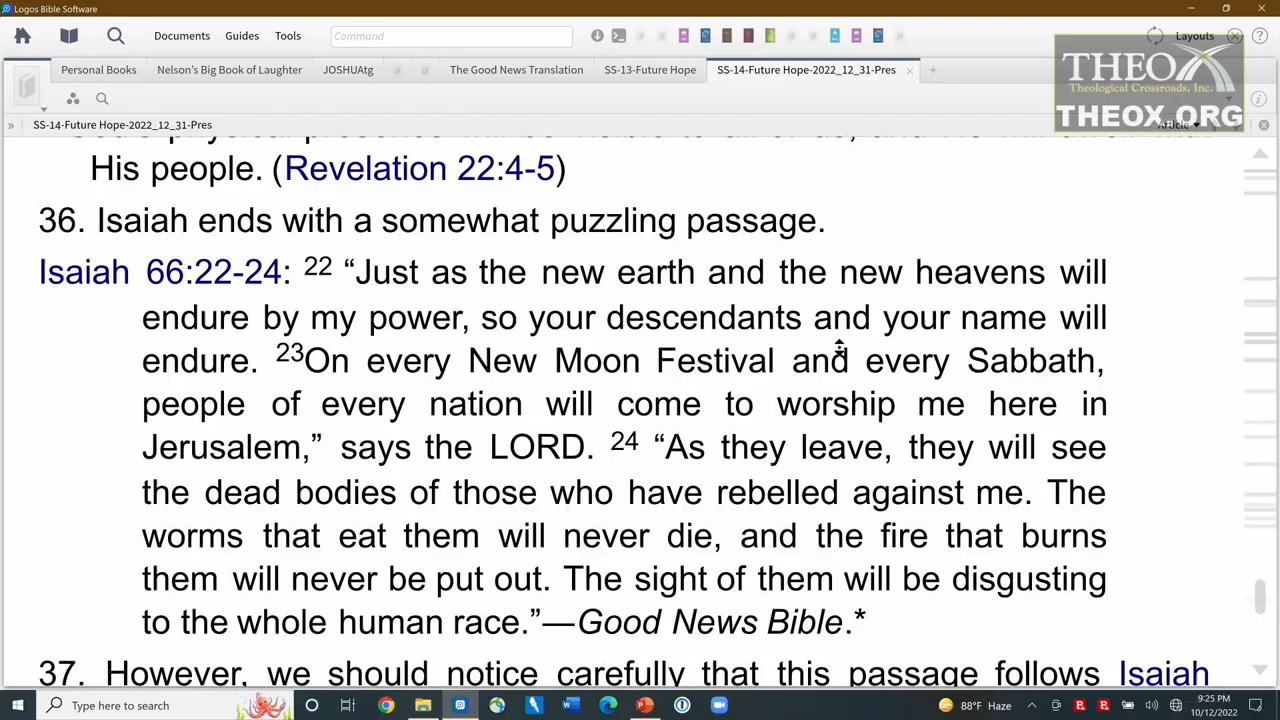 Logos Bible Software
Documents Guides Tools Command Layouts
Personal Books Nelson's Big Book of Laughter JOSHUAtg The Good News Translation SS-13-Future Hope SS-14-Future Hope-2022_12_31-Pres
THEOX
Theological Crossroads, Inc.
THEOX.ORG
SS-14-Future Hope-2022_12_31-Pres Article
His people. (Revelation 22:4-5)
36. Isaiah ends with a somewhat puzzling passage.
Isaiah 66:22-24: 22 “Just as the new earth and the new heavens will
endure by my power, so your descendants and your name will
endure. 23On every New Moon Festival and every Sabbath,
people of every nation will come to worship me here in
Jerusalem,” says the LORD. 24 “As they leave, they will see
the dead bodies of those who have rebelled against me. The
worms that eat them will never die, and the fire that burns
them will never be put out. The sight of them will be disgusting
to the whole human race.”—Good News Bible.*
37. However, we should notice carefully that this passage follows Isaiah
Type here to search
88°F Haze
9:25 PM
10/12/2022